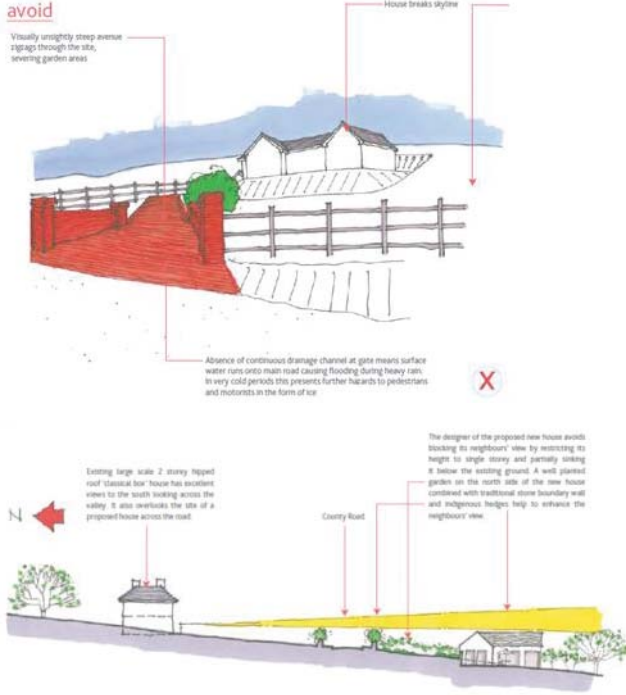 avoid
House breaks skyline
Visually unsightly steep avenue
zigzags through the site,
severing garden areas
Absence of continuous drainage channel at gate means surface
water runs onto main road causing flooding during heavy rain.
In very cold periods this presents further hazards to pedestrians
and motorists in the form of ice
X
Existing large scale 2 storey hipped
roof 'classical box' house has excellent
views to the south looking across the
valley. It also overlooks the site of a
proposed house across the road.
N
County Road
The designer of the proposed new house avoids
blocking its neighbours' view by restricting its
height to single storey and partially sinking
it below the existing ground. A well planted
garden on the north side of the new house
combined with traditional stone boundary wall
and indigenous hedges help to enhance the
neighbours' view.